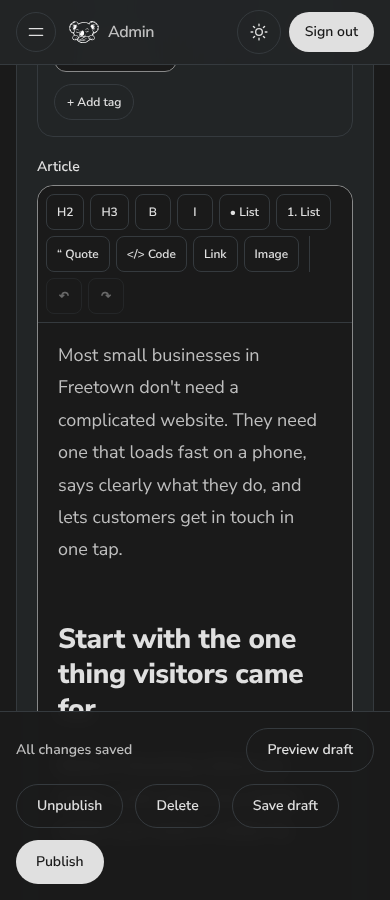 Admin
Sign out
+ Add tag
Article
H2 H3 B I • List 1. List
“ Quote </> Code Link Image
↶ ↷
Most small businesses in
Freetown don't need a
complicated website. They need
one that loads fast on a phone,
says clearly what they do, and
lets customers get in touch in
one tap.
Start with the one
thing visitors came
for
All changes saved
Preview draft
Unpublish Delete Save draft
Publish